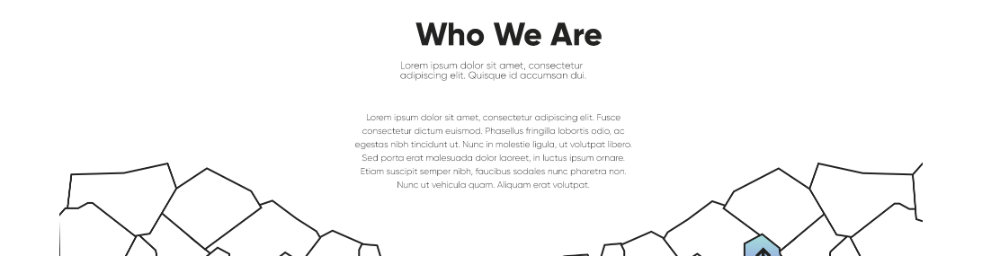 Who We Are
Lorem ipsum dolor sit amet, consectetur
adipiscing elit. Quisque id accumsan dui.
Lorem ipsum dolor sit amet, consectetur adipiscing elit. Fusce
consectetur dictum euismod. Phasellus fringilla lobortis odio, ac
egestas nibh tincidunt ut. Nunc in molestie ligula, ut volutpat libero.
Sed porta erat malesuada dolor laoreet, in luctus ipsum ornare.
Etiam suscipit semper nibh, faucibus sodales nunc pharetra non.
Nunc ut vehicula quam. Aliquam erat volutpat.